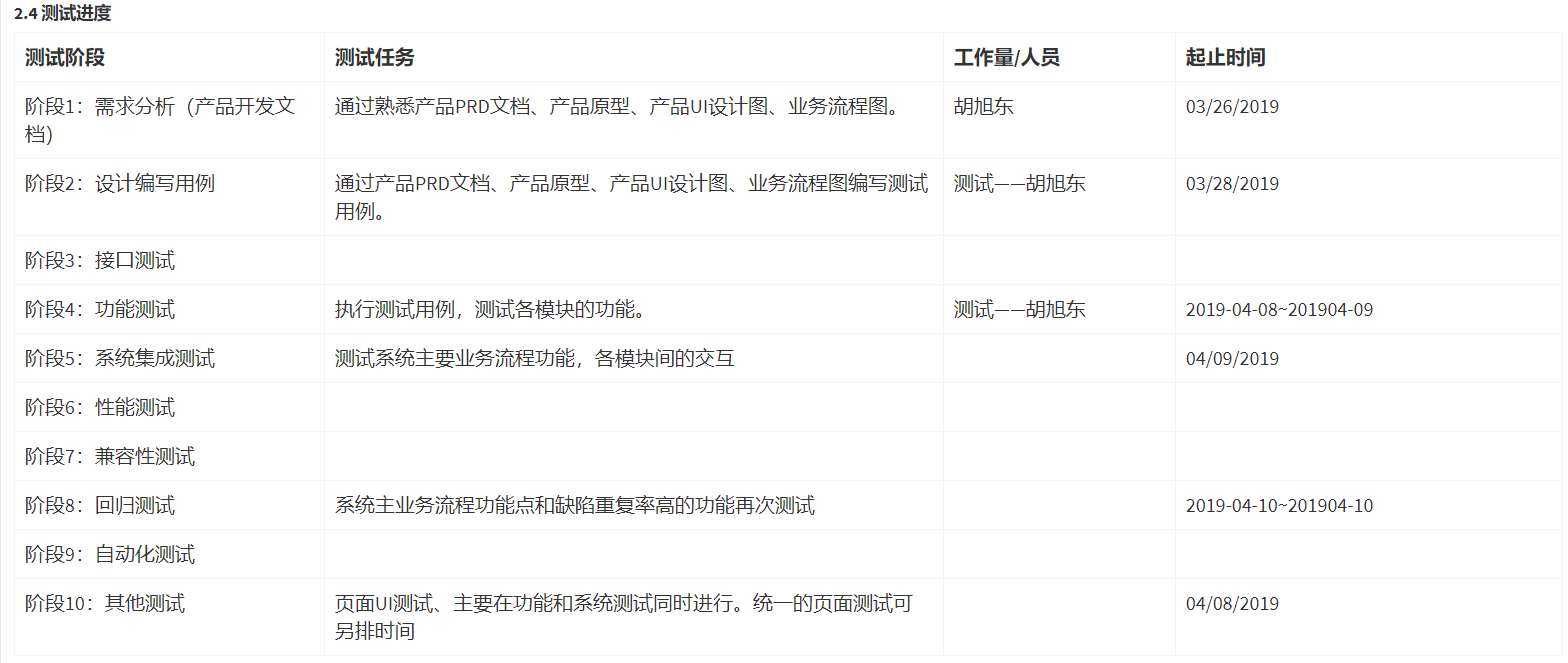 2.4 测试进度
测试阶段 测试任务 工作量/人员 起止时间
阶段1：需求分析（产品开发文 通过熟悉产品PRD文档、产品原型、产品UI设计图、业务流程图。 胡旭东 03/26/2019
档）
阶段2：设计编写用例 通过产品PRD文档、产品原型、产品UI设计图、业务流程图编写测试 测试——胡旭东 03/28/2019
用例。
阶段3：接口测试
阶段4：功能测试 执行测试用例，测试各模块的功能。 测试——胡旭东 2019-04-08~201904-09
阶段5：系统集成测试 测试系统主要业务流程功能，各模块间的交互 04/09/2019
阶段6：性能测试
阶段7：兼容性测试
阶段8：回归测试 系统主业务流程功能点和缺陷重复率高的功能再次测试 2019-04-10~201904-10
阶段9：自动化测试
阶段10：其他测试 页面UI测试、主要在功能和系统测试同时进行。统一的页面测试可 04/08/2019
另排时间